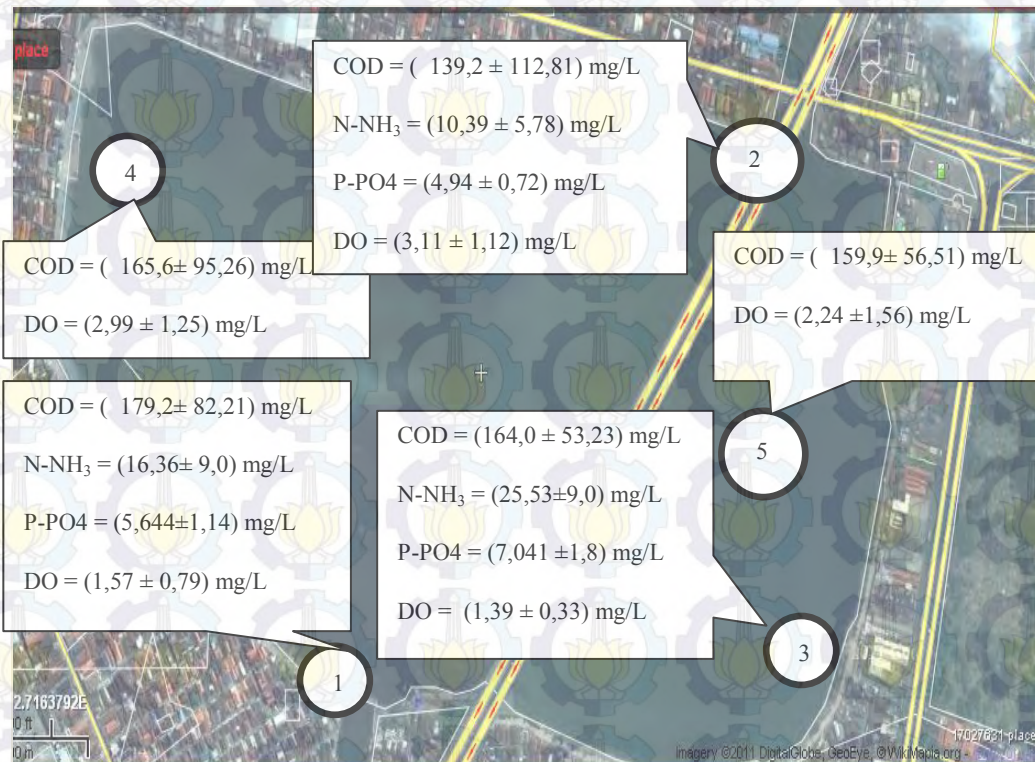 place
COD = ( 139,2 ± 112,81) mg/L
N-NH₃ = (10,39 ± 5,78) mg/L
P-PO4 = (4,94 ± 0,72) mg/L
DO = (3,11 ± 1,12) mg/L
2
4
COD = ( 165,6± 95,26) mg/L
DO = (2,99 ± 1,25) mg/L
COD = ( 159,9± 56,51) mg/L
DO = (2,24 ±1,56) mg/L
COD = ( 179,2± 82,21) mg/L
N-NH₃ = (16,36± 9,0) mg/L
P-PO4 = (5,644±1,14) mg/L
DO = (1,57 ± 0,79) mg/L
COD = (164,0 ± 53,23) mg/L
N-NH₃ = (25,53±9,0) mg/L
P-PO4 = (7,041 ±1,8) mg/L
DO = (1,39 ± 0,33) mg/L
5
3
1
2.7163792E
0 ft
0 m
17027631 place
imagery ©2011 DigitalGlobe, GeoEye, ©WikiMapia.org -